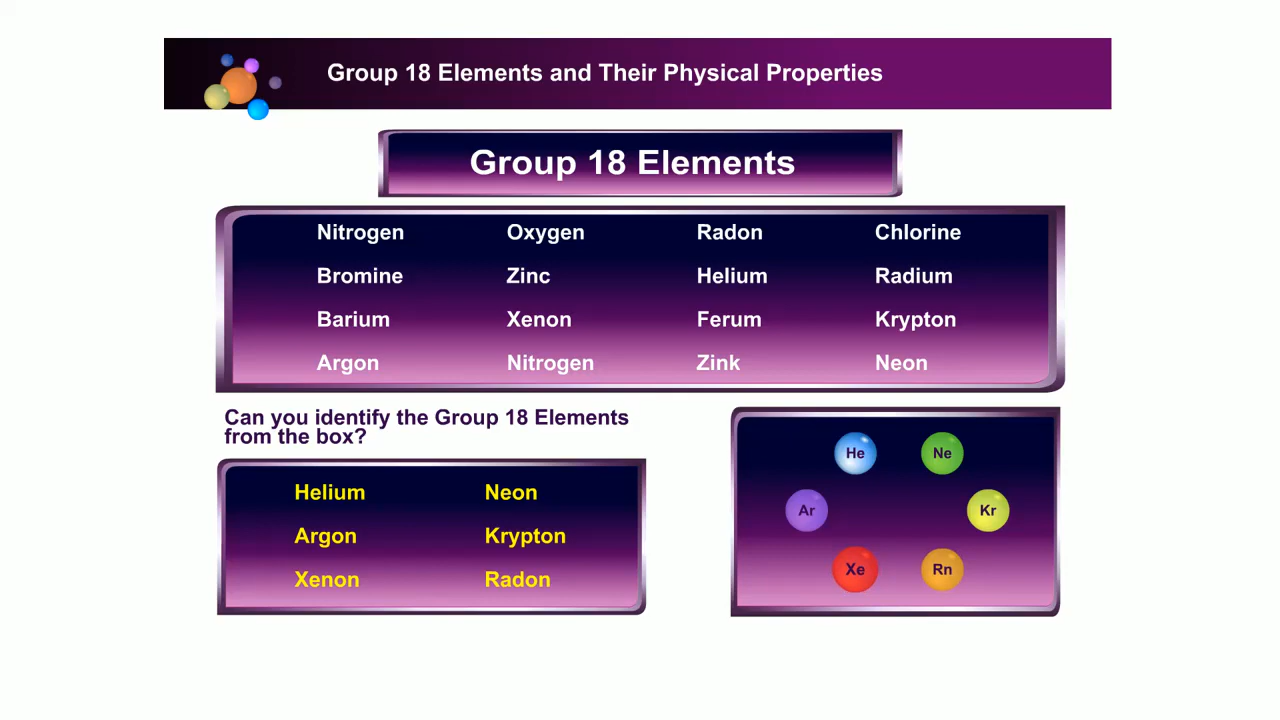 Group 18 Elements and Their Physical Properties
Group 18 Elements
Nitrogen Oxygen Radon Chlorine
Bromine Zinc Helium Radium
Barium Xenon Ferum Krypton
Argon Nitrogen Zink Neon
Can you identify the Group 18 Elements
from the box?
Helium Neon
Argon Krypton
Xenon Radon
He Ne
Ar Kr
Xe Rn